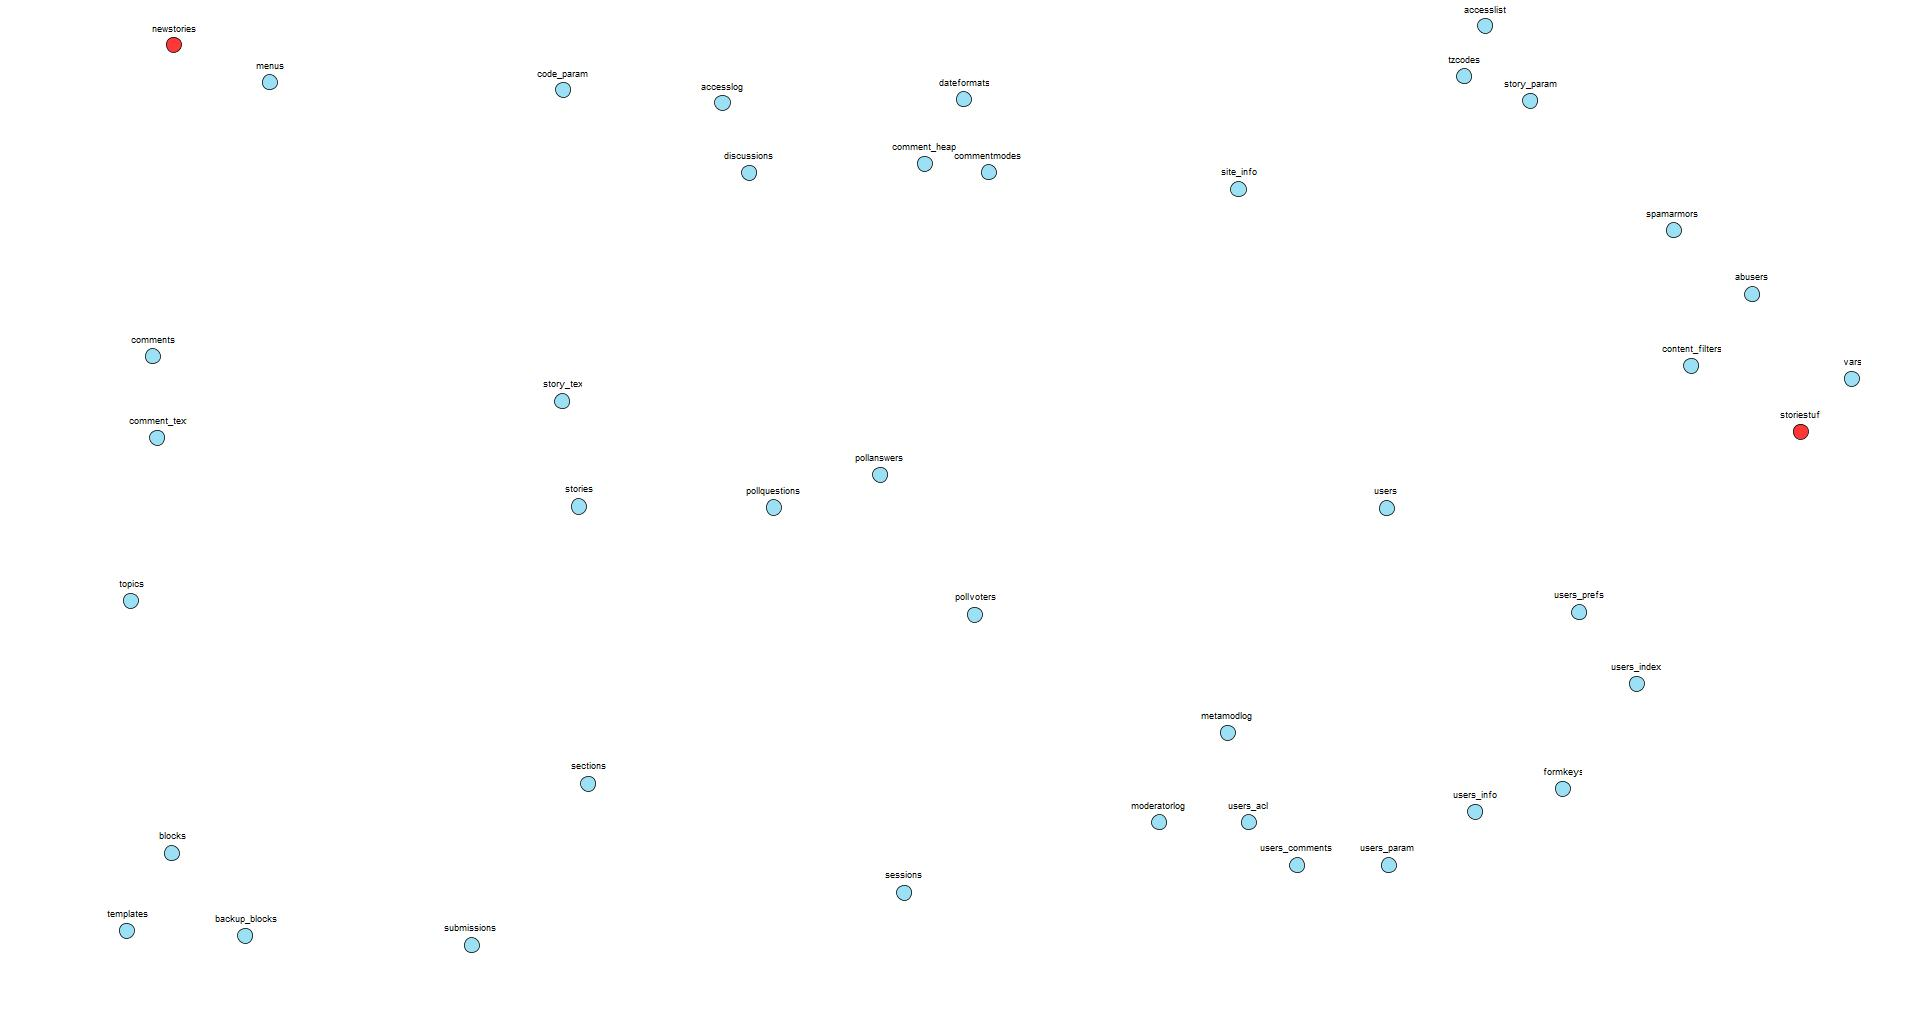 accesslist
newstories
tzcodes
menus
code_param
dateformats
story_param
accesslog
comment_heap
discussions
commentmodes
site_info
spamarmors
abusers
comments
content_filters
vars
story_tex
storiestuf
comment_tex
pollanswers
stories
pollquestions
users
topics
users_prefs
pollvoters
users_index
metamodlog
sections
formkeys
users_info
moderatorlog
users_acl
blocks
users_comments
users_param
sessions
templates
backup_blocks
submissions